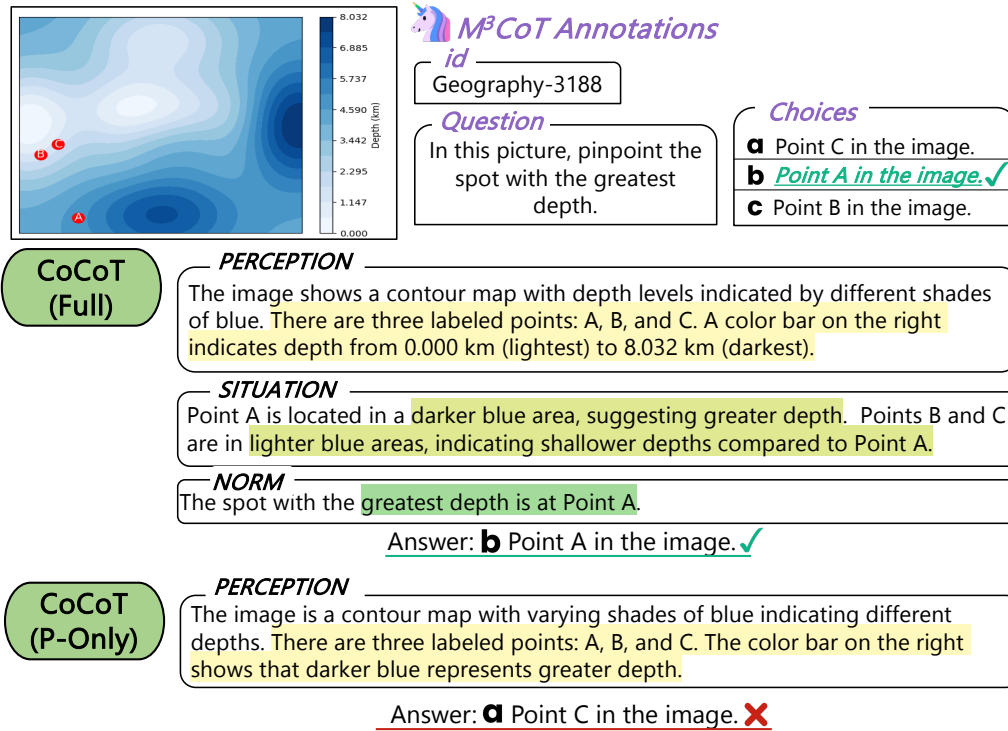 8.032
6.885
5.737
4.590
3.442
2.295
1.147
0.000
Depth (km)
C
B
A
M³CoT Annotations
id
Geography-3188
Question
In this picture, pinpoint the
spot with the greatest
depth.
Choices
a Point C in the image.
b Point A in the image.✓
c Point B in the image.
CoCoT
(Full)
PERCEPTION
The image shows a contour map with depth levels indicated by different shades
of blue. There are three labeled points: A, B, and C. A color bar on the right
indicates depth from 0.000 km (lightest) to 8.032 km (darkest).
SITUATION
Point A is located in a darker blue area, suggesting greater depth. Points B and C
are in lighter blue areas, indicating shallower depths compared to Point A.
NORM
The spot with the greatest depth is at Point A.
Answer: b Point A in the image.✓
CoCoT
(P-Only)
PERCEPTION
The image is a contour map with varying shades of blue indicating different
depths. There are three labeled points: A, B, and C. The color bar on the right
shows that darker blue represents greater depth.
Answer: a Point C in the image.✗